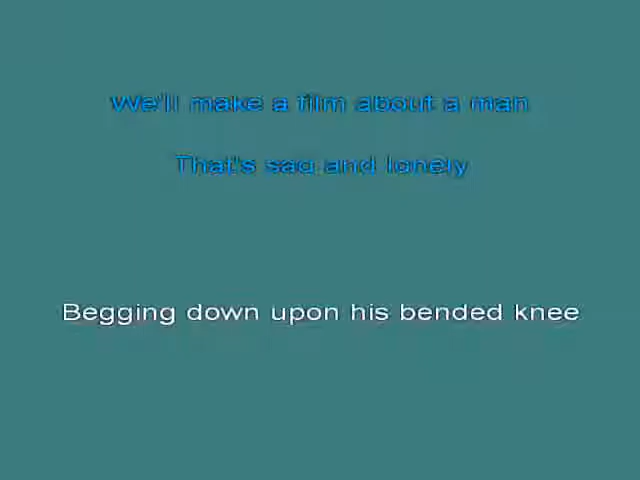 We'll make a film about a man
That's sad and lonely
Begging down upon his bended knee